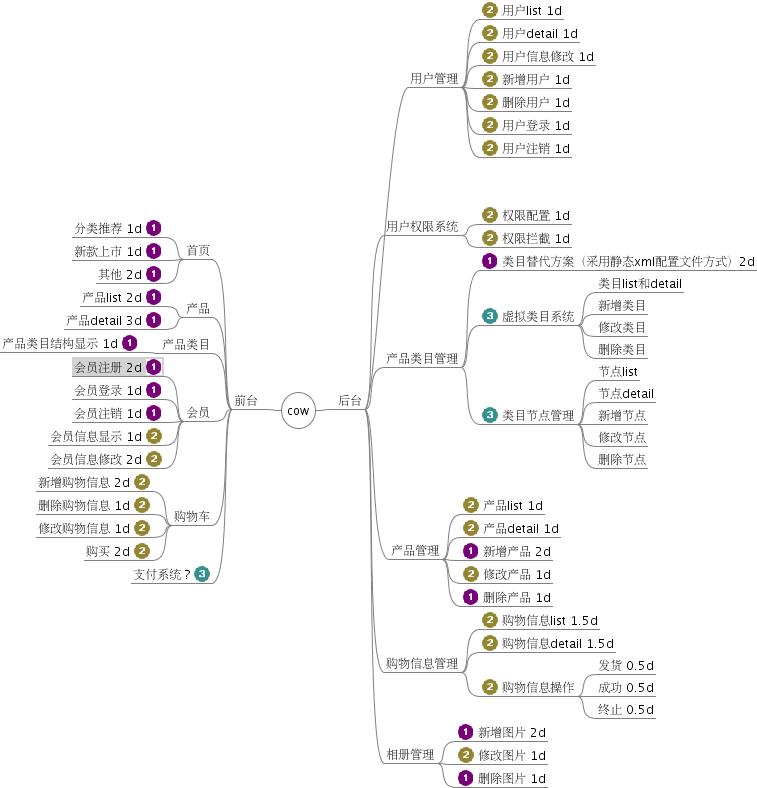 cow
前台
首页
1 分类推荐 1d
1 新款上市 1d
1 其他 2d
产品
1 产品list 2d
1 产品detail 3d
产品类目
1 产品类目结构显示 1d
会员
1 会员注册 2d
1 会员登录 1d
1 会员注销 1d
2 会员信息显示 1d
2 会员信息修改 2d
购物车
2 新增购物信息 2d
2 删除购物信息 1d
2 修改购物信息 1d
2 购买 2d
3 支付系统？
后台
用户管理
2 用户list 1d
2 用户detail 1d
2 用户信息修改 1d
2 新增用户 1d
2 删除用户 1d
2 用户登录 1d
2 用户注销 1d
用户权限系统
2 权限配置 1d
2 权限拦截 1d
产品类目管理
1 类目替代方案（采用静态xml配置文件方式）2d
3 虚拟类目系统
类目list和detail
新增类目
修改类目
删除类目
3 类目节点管理
节点list
节点detail
新增节点
修改节点
删除节点
产品管理
2 产品list 1d
2 产品detail 1d
1 新增产品 2d
2 修改产品 1d
1 删除产品 1d
购物信息管理
2 购物信息list 1.5d
2 购物信息detail 1.5d
2 购物信息操作
发货 0.5d
成功 0.5d
终止 0.5d
相册管理
1 新增图片 2d
2 修改图片 1d
1 删除图片 1d